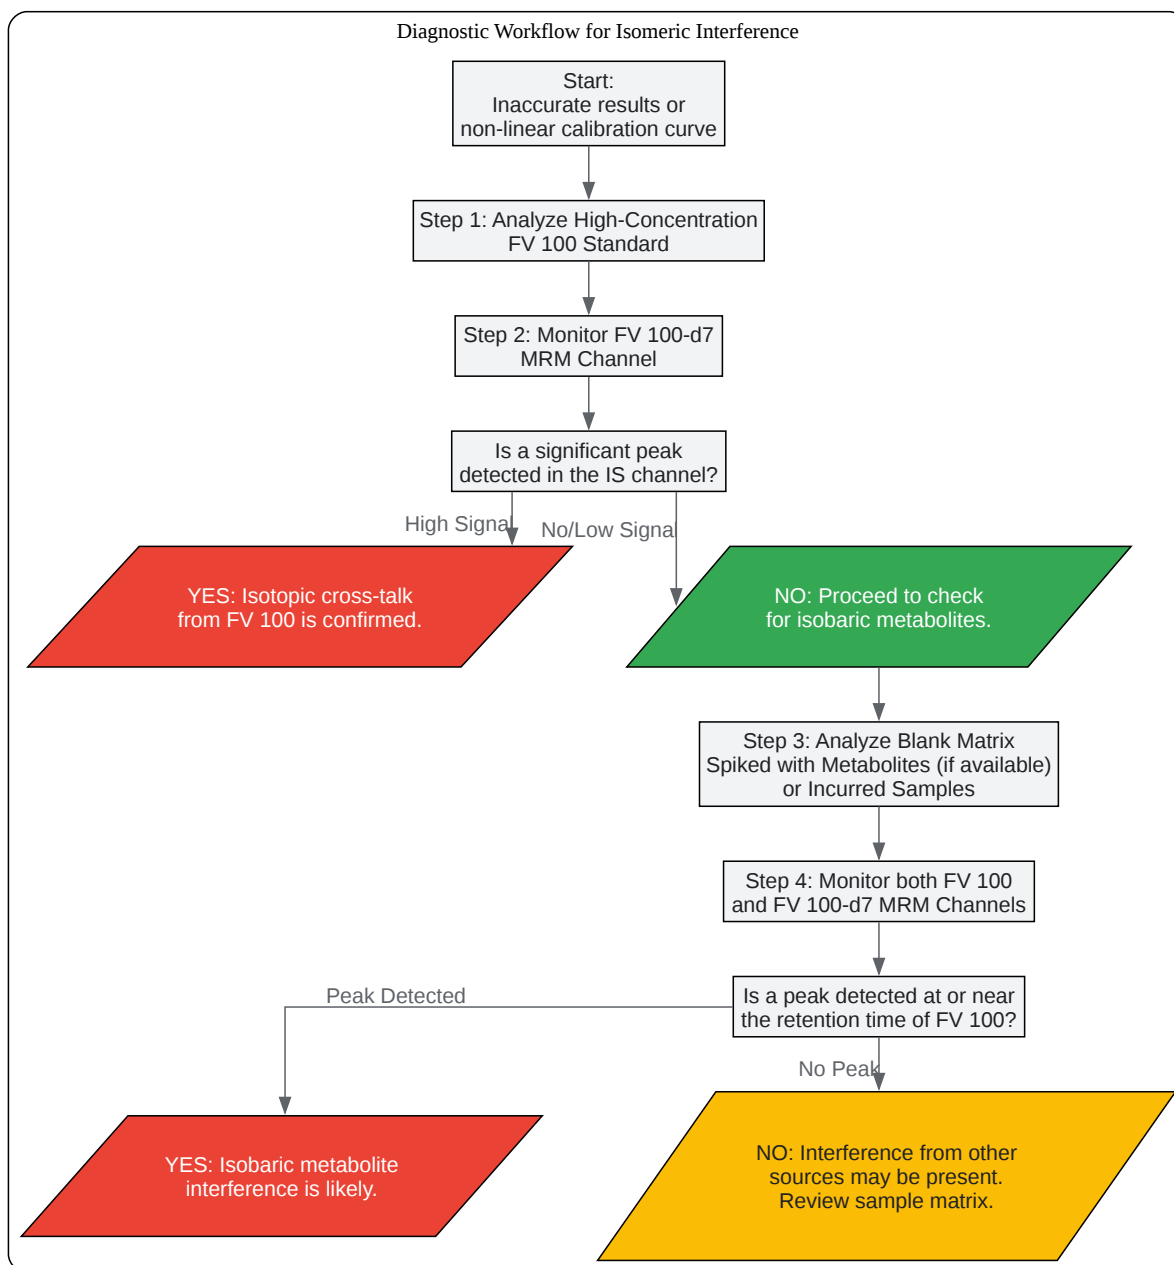 Diagnostic Workflow for Isomeric Interference
Start:
Inaccurate results or
non-linear calibration curve
Step 1: Analyze High-Concentration
FV 100 Standard
Step 2: Monitor FV 100-d7
MRM Channel
Is a significant peak
detected in the IS channel?
High Signal
No/Low Signal
YES: Isotopic cross-talk
from FV 100 is confirmed.
NO: Proceed to check
for isobaric metabolites.
Step 3: Analyze Blank Matrix
Spiked with Metabolites (if available)
or Incurred Samples
Step 4: Monitor both FV 100
and FV 100-d7 MRM Channels
Is a peak detected at or near
the retention time of FV 100?
Peak Detected
No Peak
YES: Isobaric metabolite
interference is likely.
NO: Interference from other
sources may be present.
Review sample matrix.